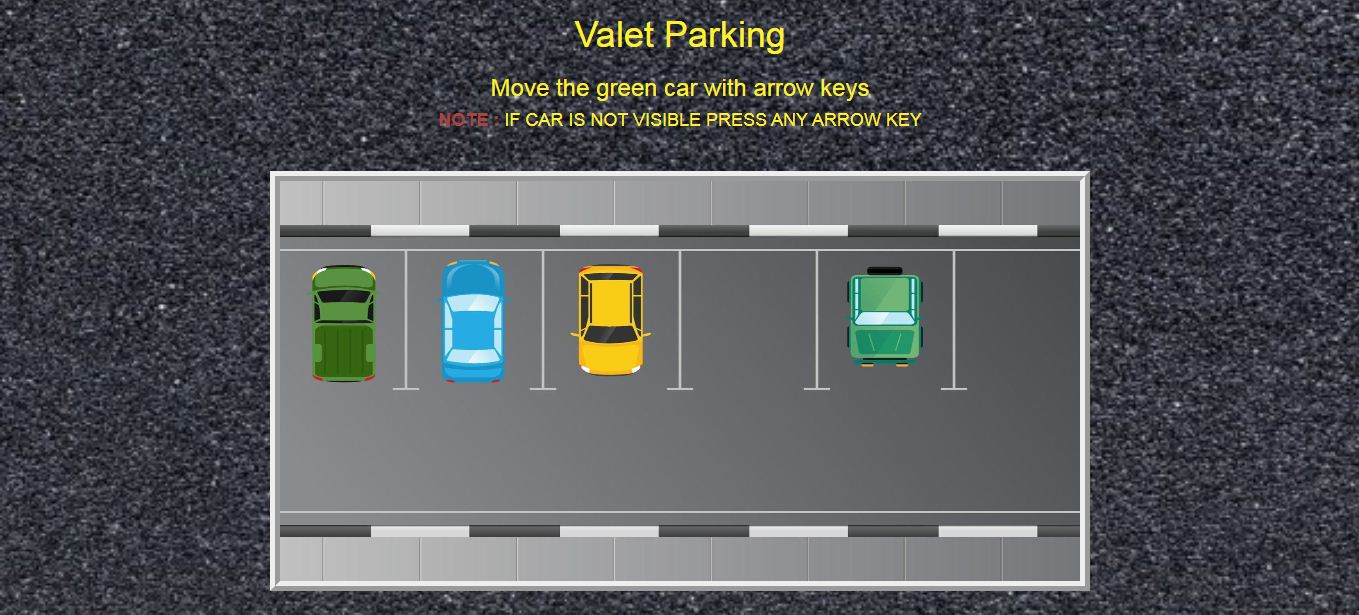 Valet Parking
Move the green car with arrow keys
NOTE : IF CAR IS NOT VISIBLE PRESS ANY ARROW KEY